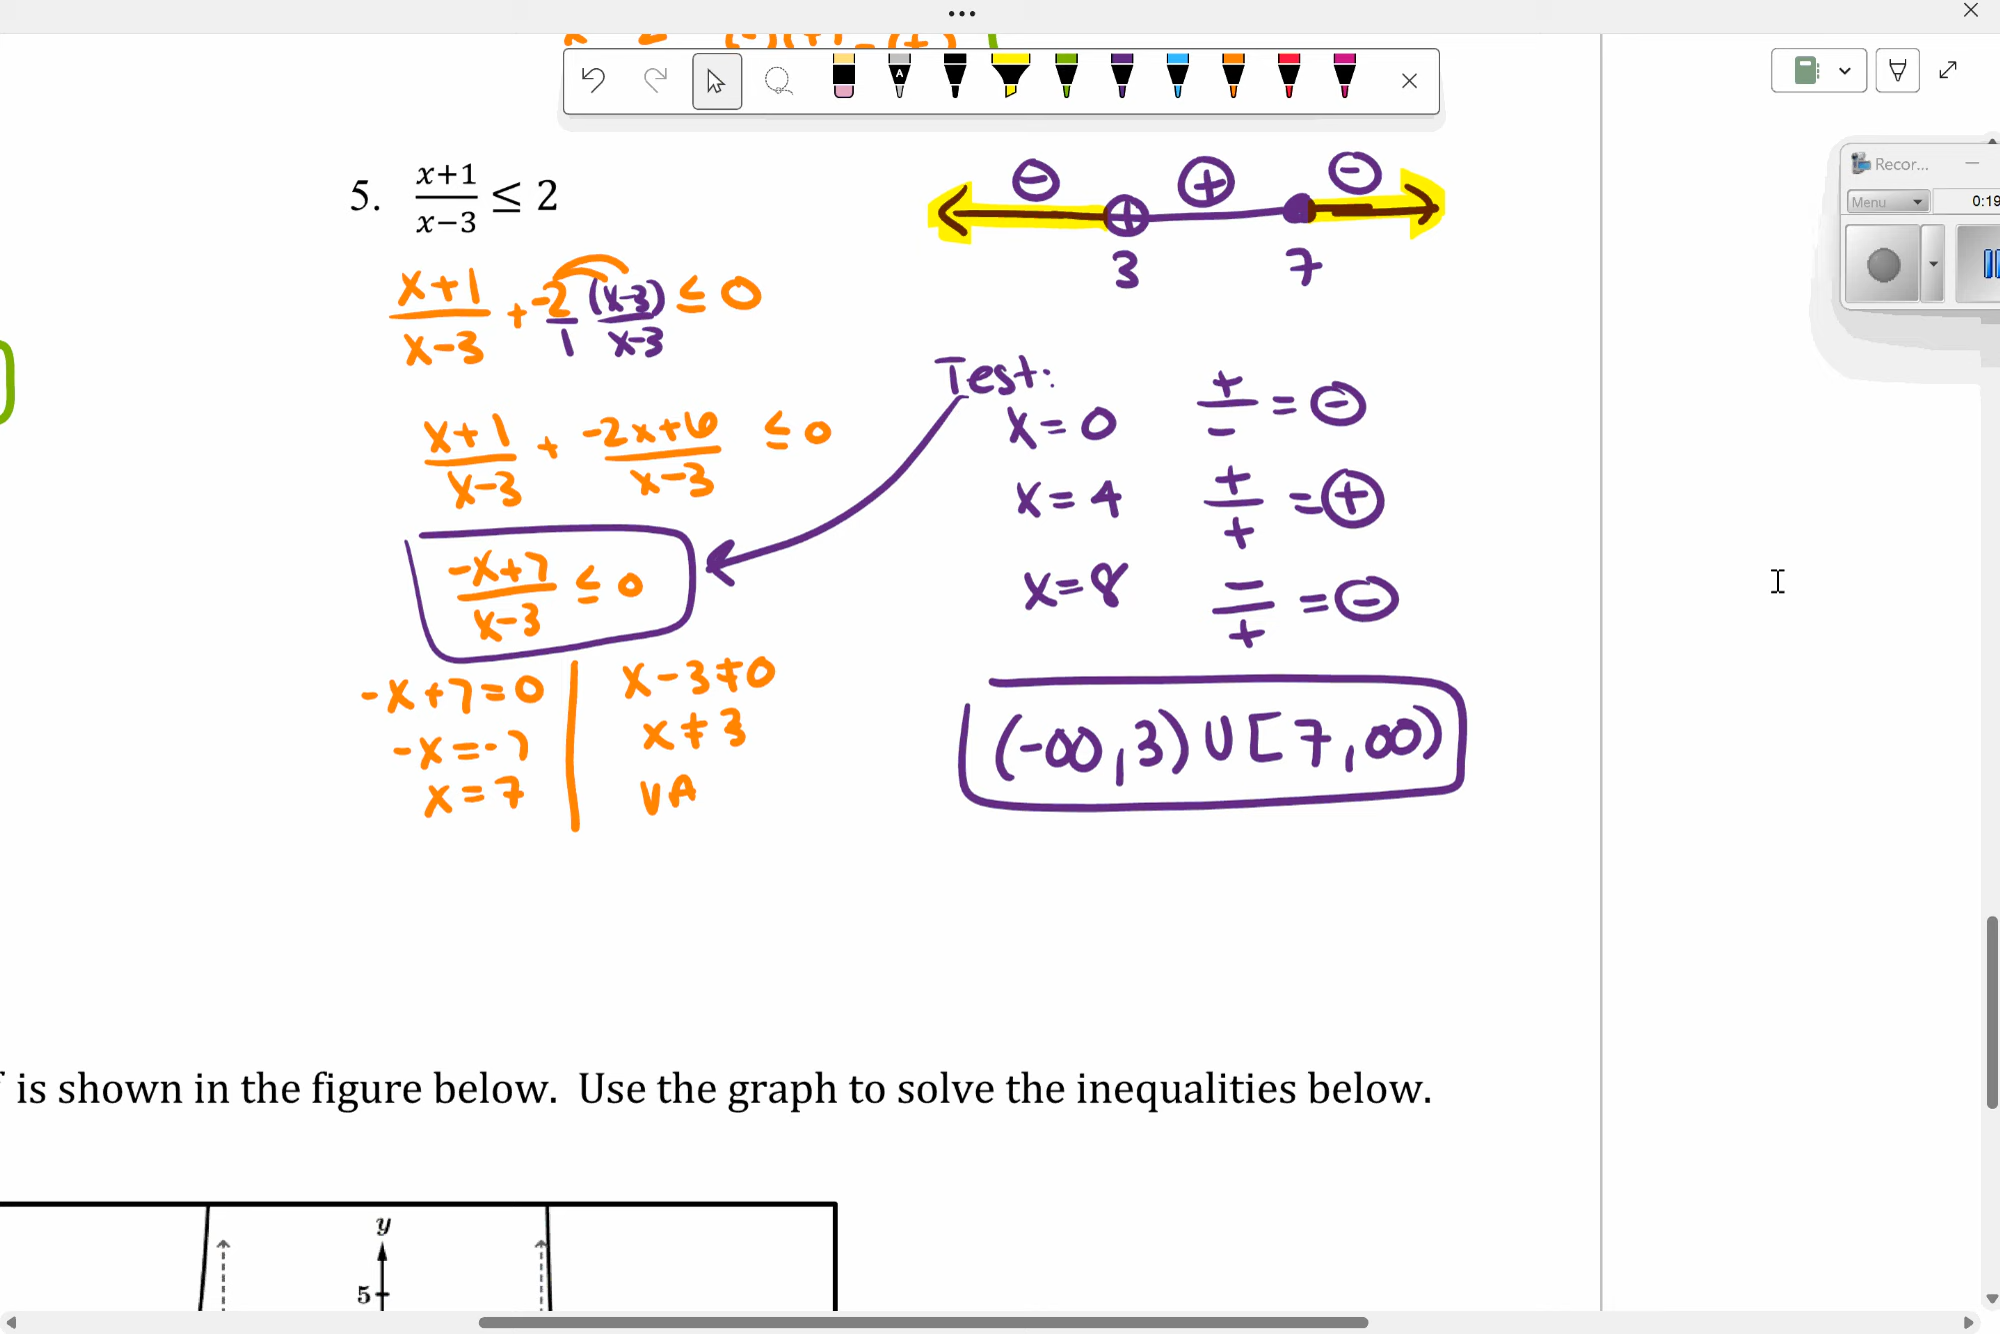 Recor...
Menu
0:19
5. x+1/x−3 ≤ 2
x+1/x-3 + -2/1 (x-3)/x-3 ≤ 0
x+1/x-3 + -2x+6/x-3 ≤ 0
-x+7/x-3 ≤ 0
-x+7=0
-x=-7
x=7
x-3≠0
x≠3
VA
⊖ ⊕ ⊖
3 7
Test:
x=0 +/- = ⊖
x=4 +/+ = ⊕
x=8 -/+ = ⊖
(-∞,3)∪[7,∞)
is shown in the figure below. Use the graph to solve the inequalities below.
y
5